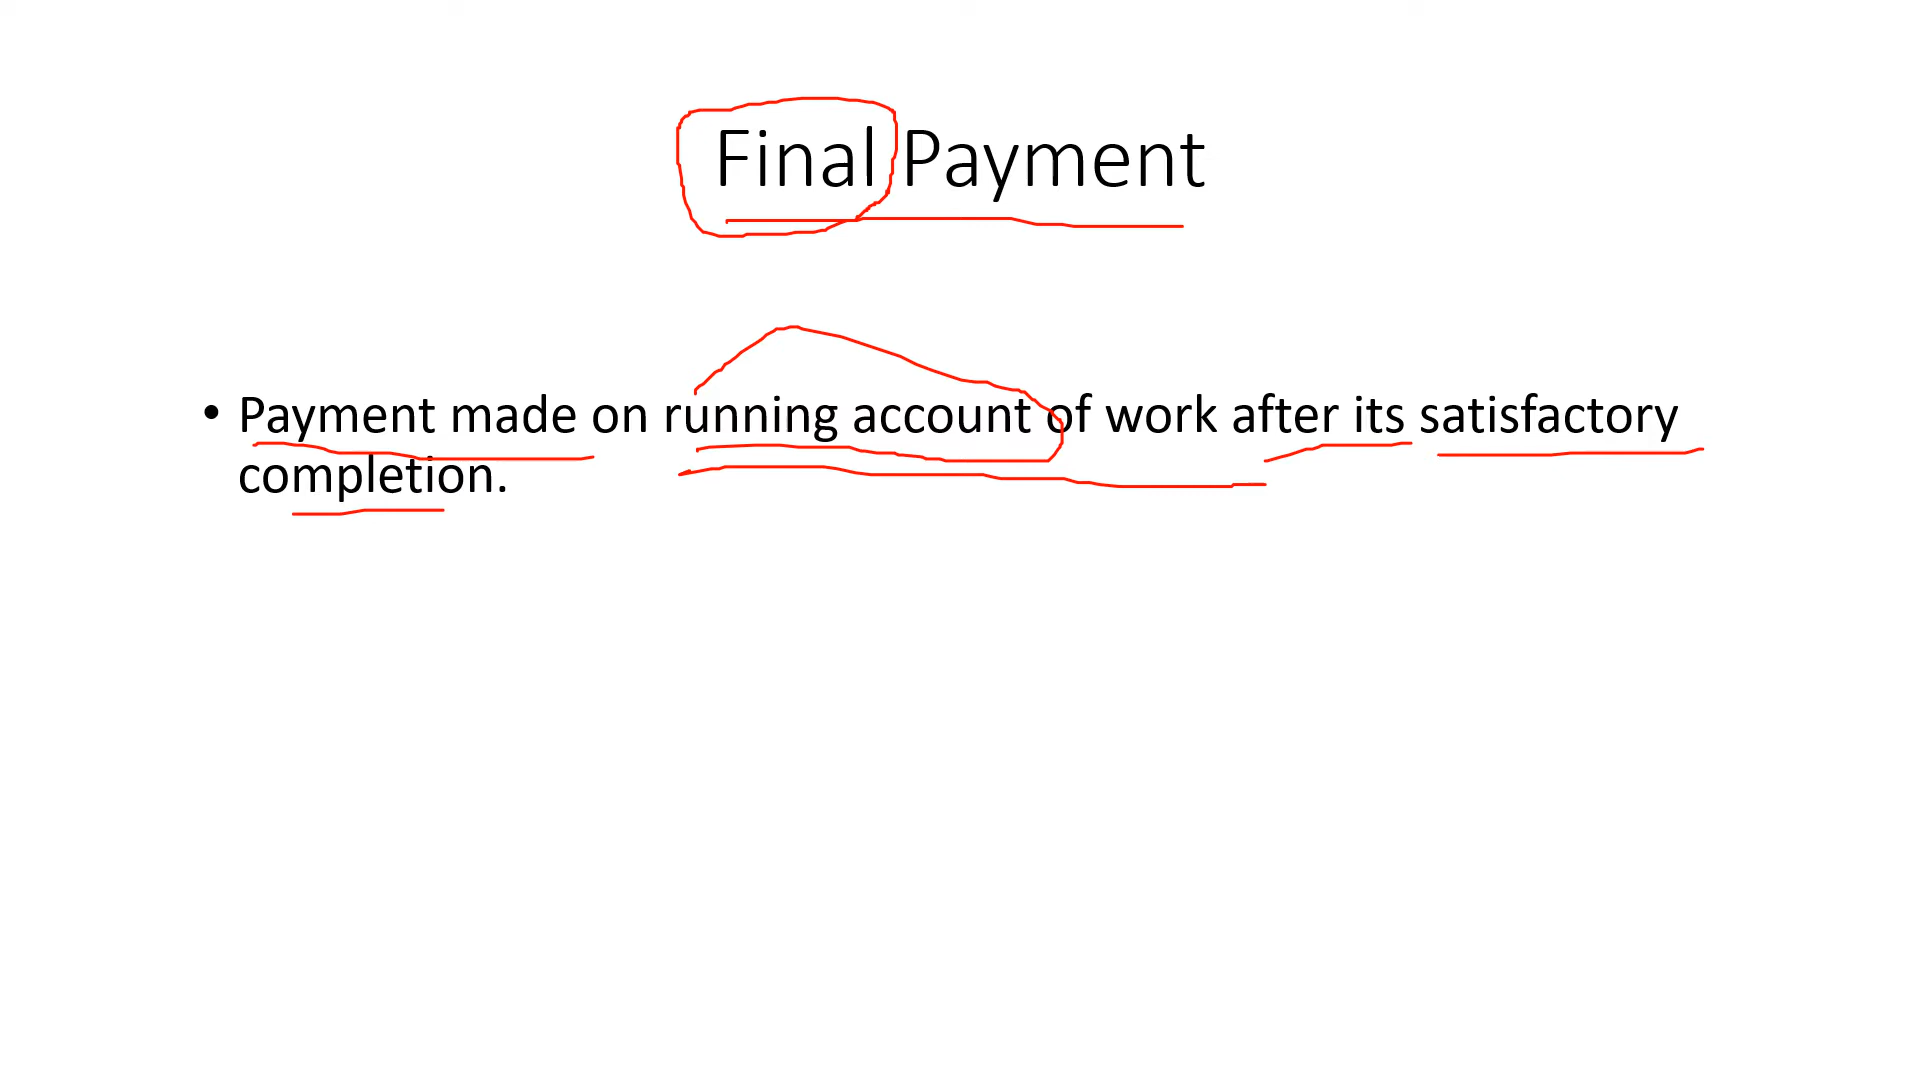 Final Payment
• Payment made on running account of work after its satisfactory
completion.